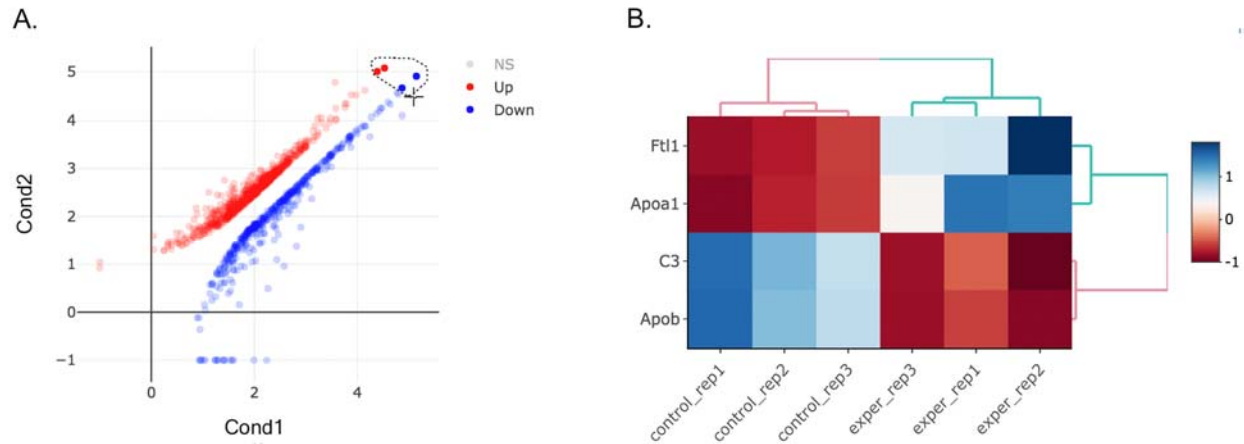 A.
B.
Cond2
5
4
3
2
1
0
−1
0
2
4
Cond1
NS
Up
Down
Ftl1
Apoa1
C3
Apob
control_rep1
control_rep2
control_rep3
exper_rep3
exper_rep1
exper_rep2
1
0
-1